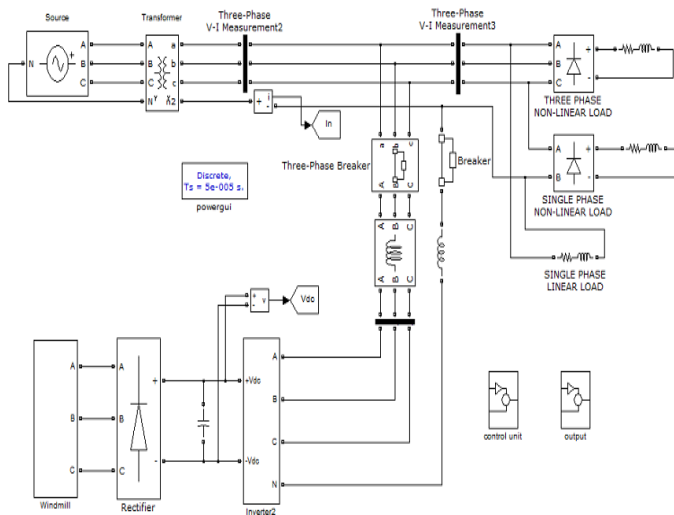 Source
Transformer
Three-Phase
V-I Measurement2
Three-Phase
V-I Measurement3
N
A
B
C
+
A
B
C
N
Y
a
b
c
+
i
-
In
A
B
C
+
-
THREE PHASE
NON-LINEAR LOAD
a
b
c
Three-Phase Breaker
A
B
C
Breaker
A
B
+
-
SINGLE PHASE
NON-LINEAR LOAD
Discrete,
Ts = 5e-005 s.
powergui
A
B
C
A
B
C
SINGLE PHASE
LINEAR LOAD
+
-
v
Vdc
Windmill
A
B
C
Rectifier
A
B
C
+
-
Inverter2
+Vdc
-Vdc
A
B
C
N
control unit
output